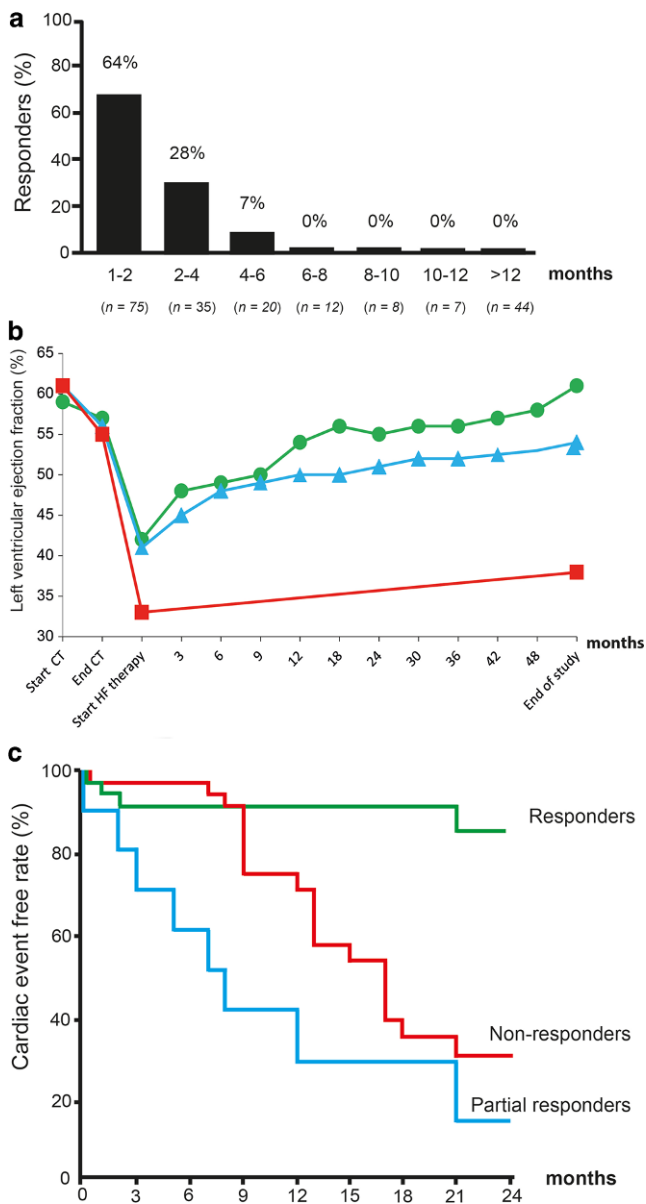 a
Responders (%)
100
80
60
40
20
0
64%
28%
7%
0%
0%
0%
0%
1-2 2-4 4-6 6-8 8-10 10-12 >12 months
(n = 75) (n = 35) (n = 20) (n = 12) (n = 8) (n = 7) (n = 44)
b
Left ventricular ejection fraction (%)
65
60
55
50
45
40
35
30
Start CT End CT Start HF therapy 3 6 9 12 18 24 30 36 42 48 End of study months
c
Cardiac event free rate (%)
100
80
60
40
20
0
Responders
Non-responders
Partial responders
0 3 6 9 12 15 18 21 24
months